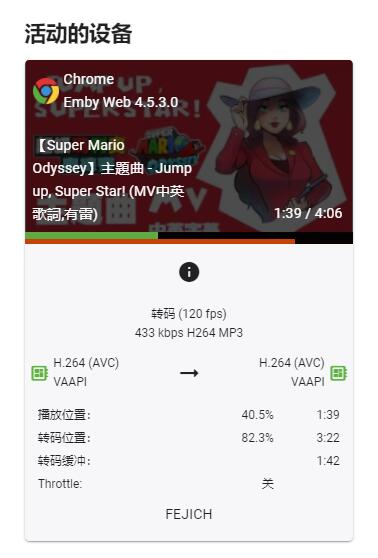 活动的设备
Chrome
Emby Web 4.5.3.0
【Super Mario
Odyssey】主題曲 - Jump
up, Super Star! (MV中英
歌詞,有雷)
1:39 / 4:06
转码 (120 fps)
433 kbps H264 MP3
H.264 (AVC)
VAAPI
→
H.264 (AVC)
VAAPI
播放位置: 40.5% 1:39
转码位置: 82.3% 3:22
转码缓冲: 1:42
Throttle: 关
FEJICH